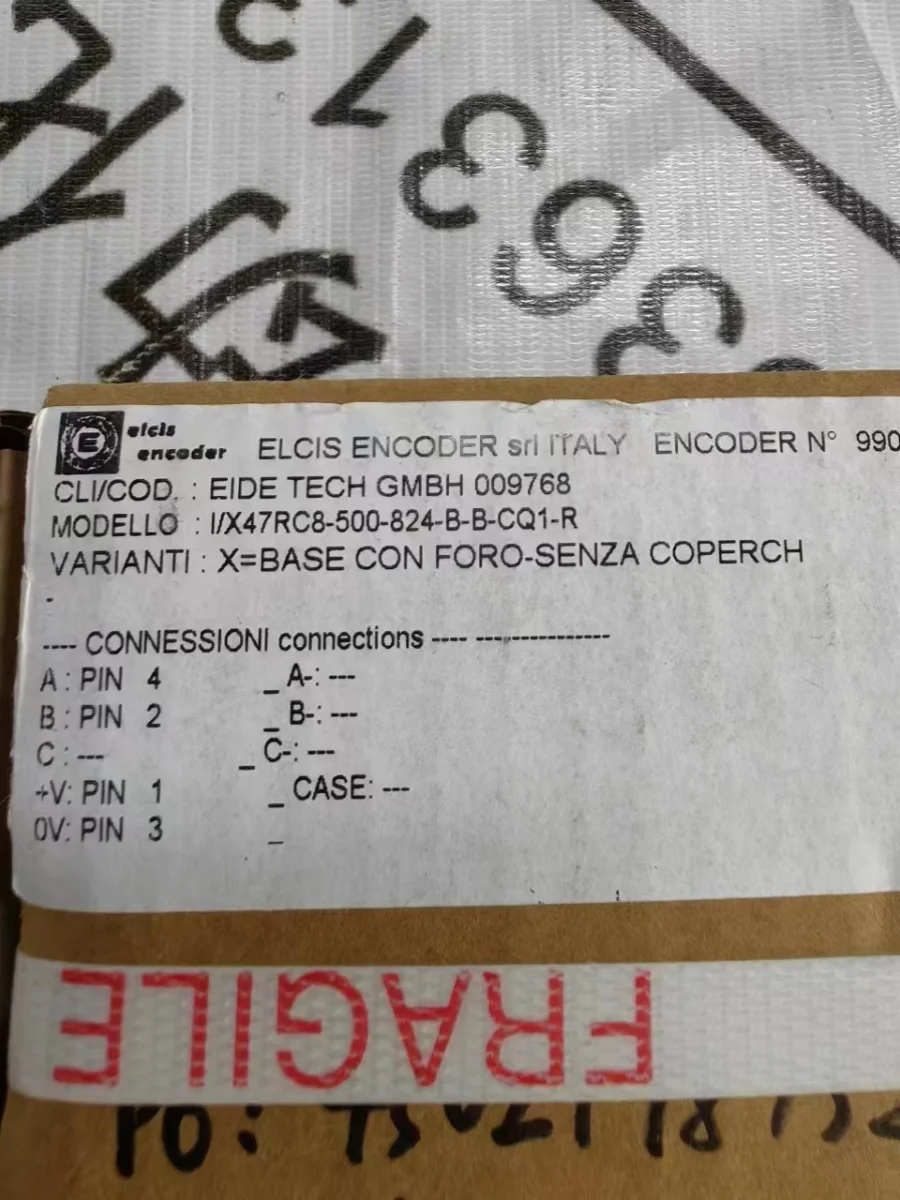 elcis
encoder
ELCIS ENCODER srl ITALY ENCODER N° 990
CLI/COD. : EIDE TECH GMBH 009768
MODELLO : I/X47RC8-500-824-B-B-CQ1-R
VARIANTI : X=BASE CON FORO-SENZA COPERCH
-
---- CONNESSIONI connections ---- --------------
A : PIN 4 _ A-: ---
B : PIN 2 _ B-: ---
C : --- _ C-: ---
+V: PIN 1 _ CASE: ---
0V: PIN 3 _
FRAGILE
PO: